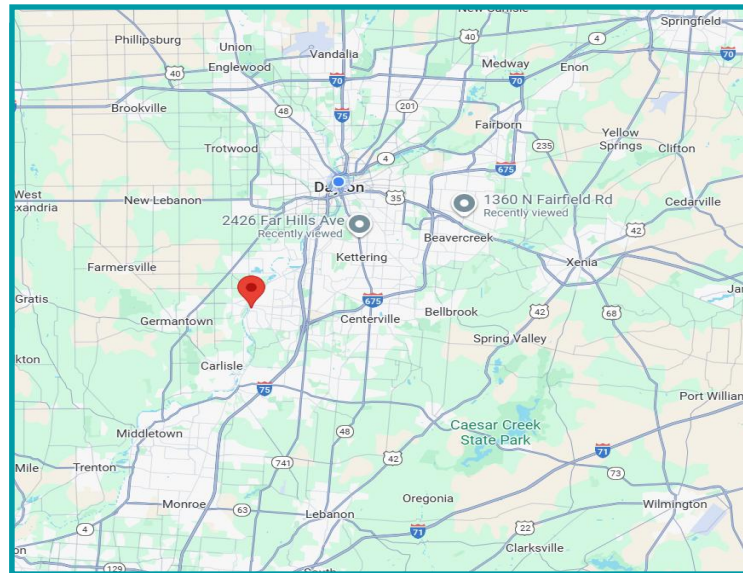 New Carlisle
Springfield
Phillipsburg
Union
40
4
Vandalia
Englewood
Medway
Enon
70
40
70
70
Brookville
48
75
201
Fairborn
Yellow
Springs
Trotwood
4
235
Clifton
675
West
New Lebanon
35
1360 N Fairfield Rd
Recently viewed
Cedarville
2426 Far Hills Ave
Recently viewed
42
Beavercreek
Kettering
Xenia
Farmersville
Gratis
675
42
68
Germantown
Centerville
Bellbrook
Spring Valley
Carlisle
75
Port William
Caesar Creek
State Park
Middletown
48
71
Mile
Trenton
741
42
73
Oregonia
Monroe
63
Lebanon
Wilmington
4
22
71
Clarksville
129